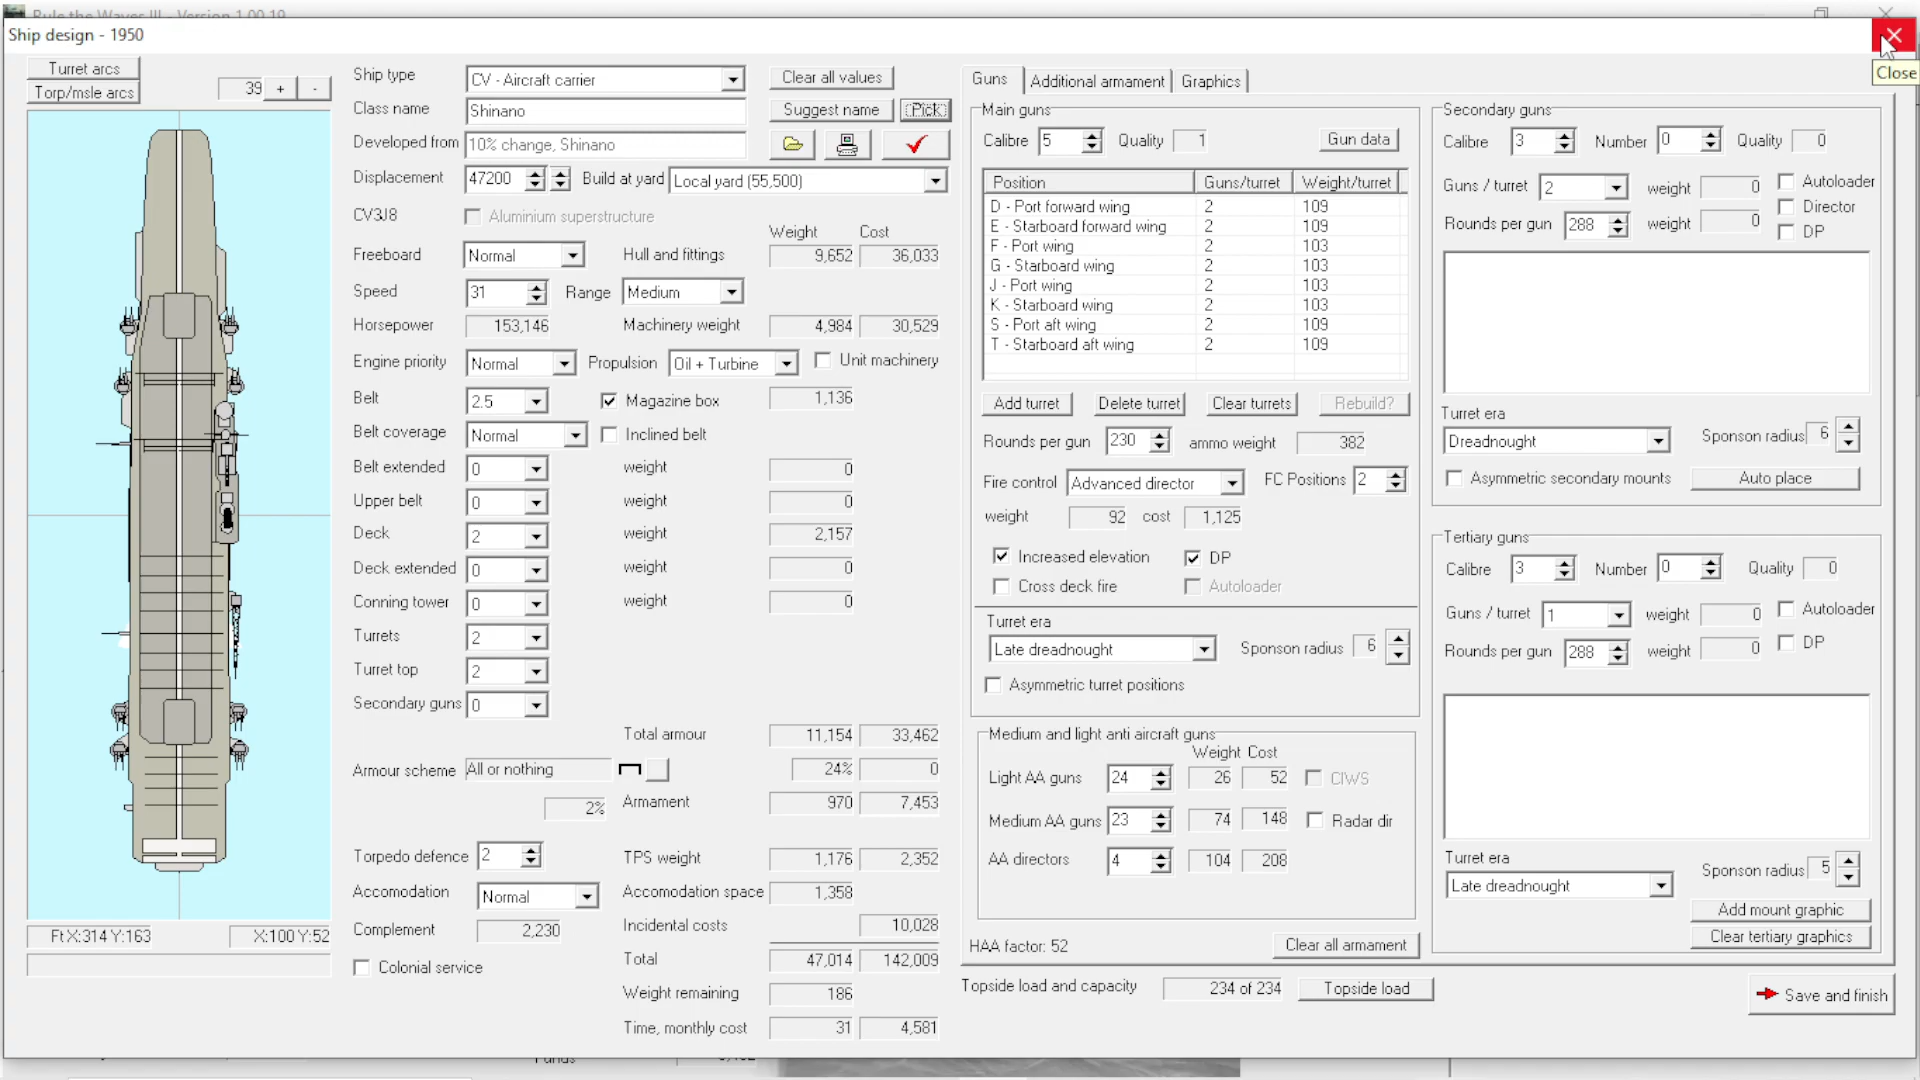 Rule the Waves III - Version 1.00.19
Ship design - 1950
Close
Turret arcs
Torp/msle arcs
39 + -
Ft X:314 Y:163
X:100 Y:52
Ship type CV - Aircraft carrier Clear all values
Class name Shinano Suggest name Pick
Developed from 10% change, Shinano
Displacement 47200 Build at yard Local yard (55,500)
CV3J8 Aluminium superstructure
Weight Cost
Freeboard Normal Hull and fittings 9,652 36,033
Speed 31 Range Medium
Horsepower 153,146 Machinery weight 4,984 30,529
Engine priority Normal Propulsion Oil + Turbine Unit machinery
Belt 2.5 Magazine box 1,136
Belt coverage Normal Inclined belt
Belt extended 0 weight 0
Upper belt 0 weight 0
Deck 2 weight 2,157
Deck extended 0 weight 0
Conning tower 0 weight 0
Turrets 2
Turret top 2
Secondary guns 0
Total armour 11,154 33,462
Armour scheme All or nothing 24% 0
2% Armament 970 7,453
Torpedo defence 2 TPS weight 1,176 2,352
Accomodation Normal Accomodation space 1,358
Complement 2,230 Incidental costs 10,028
Colonial service Total 47,014 142,009
Weight remaining 186
Time, monthly cost 31 4,581
Guns Additional armament Graphics
Main guns
Calibre 5 Quality 1 Gun data
Position Guns/turret Weight/turret
D - Port forward wing 2 109
E - Starboard forward wing 2 109
F - Port wing 2 103
G - Starboard wing 2 103
J - Port wing 2 103
K - Starboard wing 2 103
S - Port aft wing 2 109
T - Starboard aft wing 2 109
Add turret Delete turret Clear turrets Rebuild?
Rounds per gun 230 ammo weight 382
Fire control Advanced director FC Positions 2
weight 92 cost 1,125
Increased elevation DP
Cross deck fire Autoloader
Turret era
Late dreadnought Sponson radius 6
Asymmetric turret positions
Medium and light anti aircraft guns
Weight Cost
Light AA guns 24 26 52 CIWS
Medium AA guns 23 74 148 Radar dir
AA directors 4 104 208
HAA factor: 52 Clear all armament
Topside load and capacity 234 of 234 Topside load
Secondary guns
Calibre 3 Number 0 Quality 0
Guns / turret 2 weight 0 Autoloader
Director
Rounds per gun 288 weight 0 DP
Turret era
Dreadnought Sponson radius 6
Asymmetric secondary mounts Auto place
Tertiary guns
Calibre 3 Number 0 Quality 0
Guns / turret 1 weight 0 Autoloader
Rounds per gun 288 weight 0 DP
Turret era
Late dreadnought Sponson radius 5
Add mount graphic
Clear tertiary graphics
Save and finish
Funds